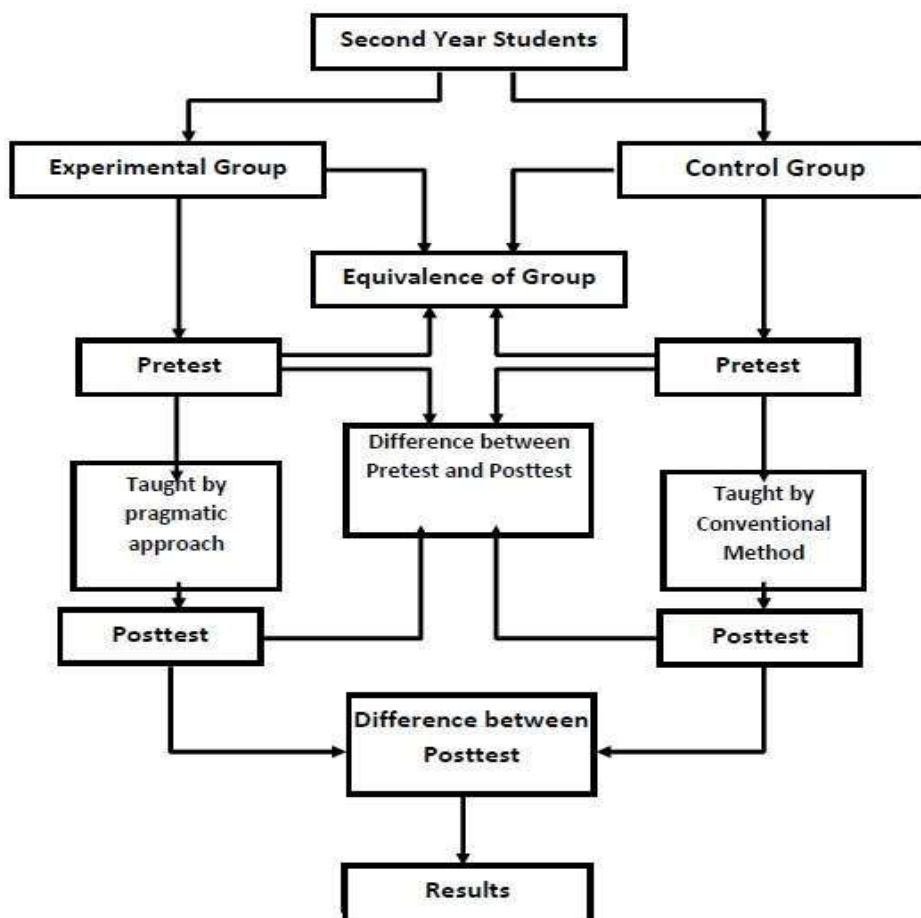 Second Year Students
Experimental Group
Control Group
Equivalence of Group
Pretest
Pretest
Difference between
Pretest and Posttest
Taught by
pragmatic
approach
Taught by
Conventional
Method
Posttest
Posttest
Difference between
Posttest
Results